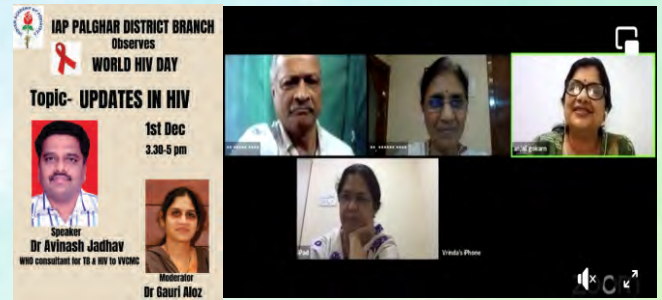 IAP PALGHAR DISTRICT BRANCH
Observes
WORLD HIV DAY
Topic- UPDATES IN HIV
1st Dec
3.30-5 pm
Speaker
Dr Avinash Jadhav
WHO consultant for TB & HIV to VVCMC
Moderator
Dr Gauri Aloz
iPad
Vrinda's iPhone
zoom